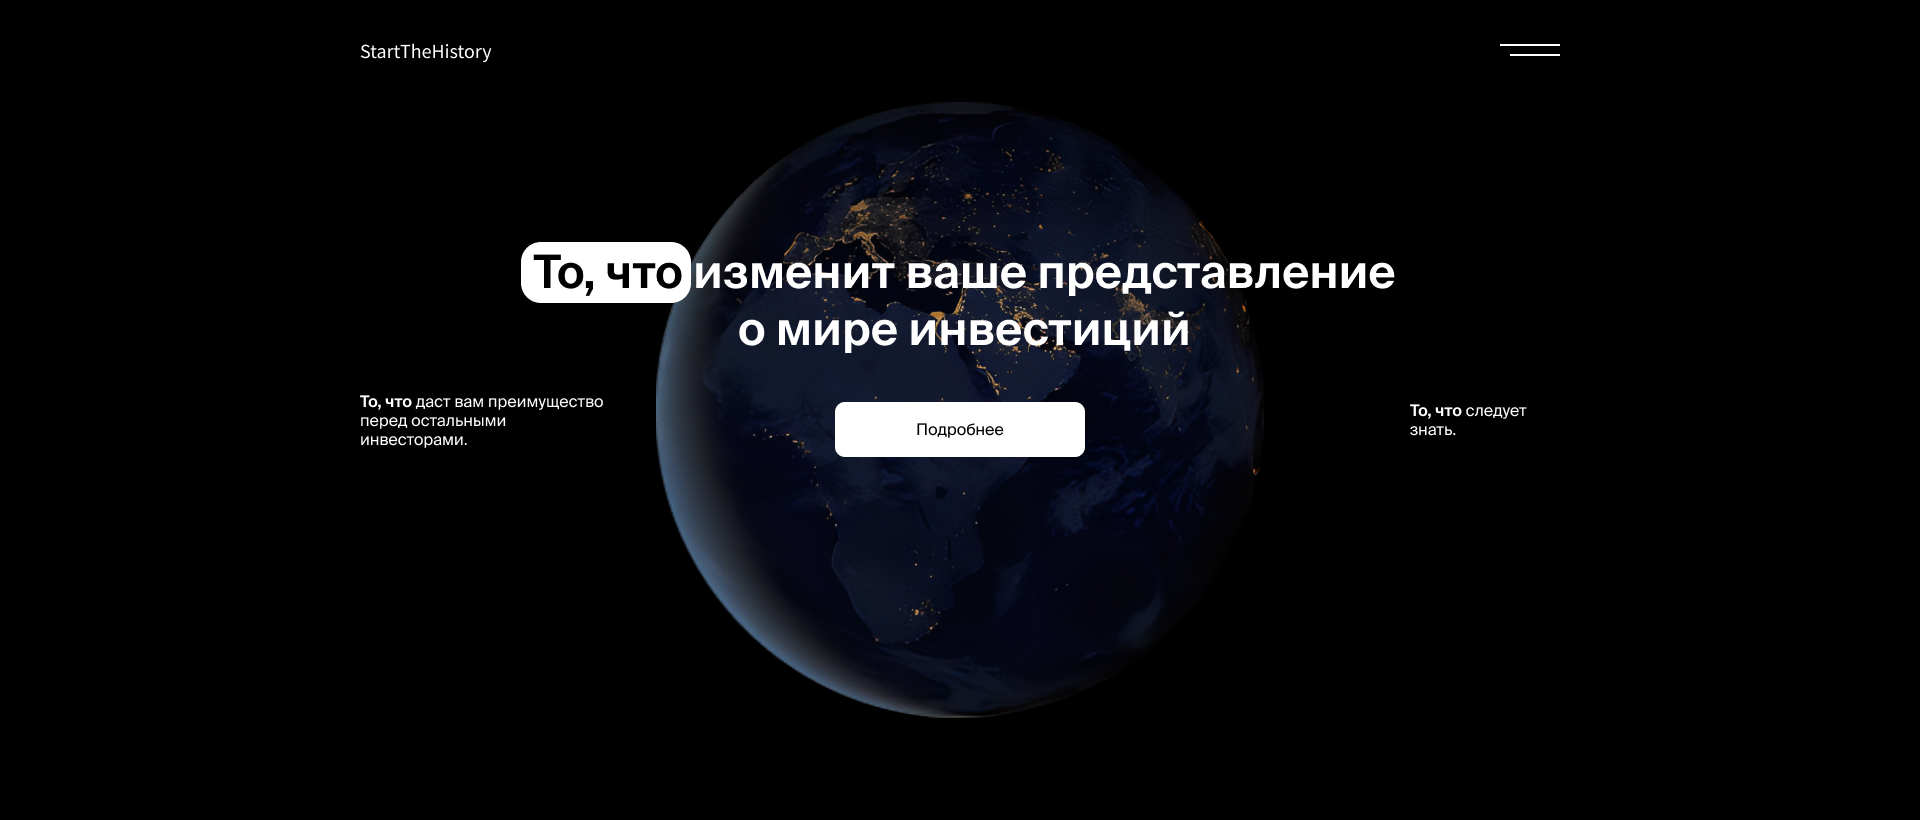 StartTheHistory
То, что изменит ваше представление
о мире инвестиций
То, что даст вам преимущество
перед остальными
инвесторами.
Подробнее
То, что следует
знать.